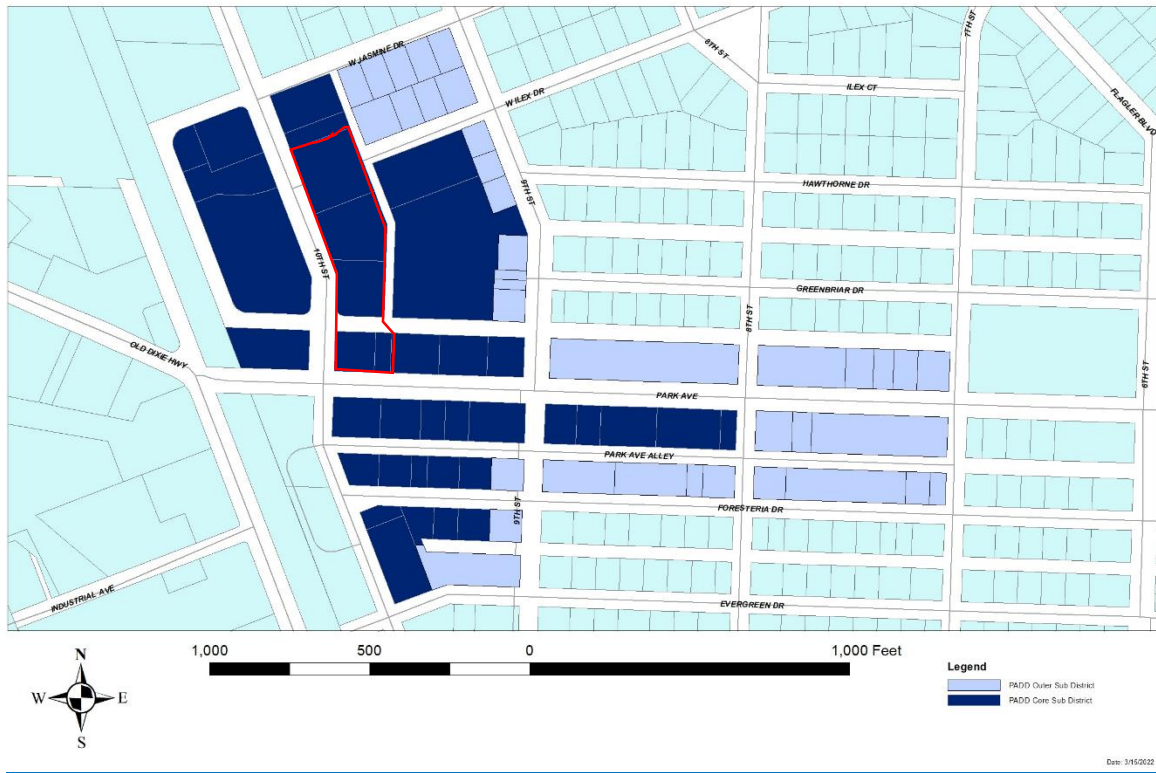 W JASMINE DR
8TH ST
7TH ST
W ILEX DR
ILEX CT
FLAGLER BLVD
9TH ST
HAWTHORNE DR
10TH ST
GREENBRIAR DR
8TH ST
OLD DIXIE HWY
6TH ST
PARK AVE
PARK AVE ALLEY
9TH ST
FORESTERIA DR
INDUSTRIAL AVE
EVERGREEN DR
1,000 500 0 1,000 Feet
N
W E
S
Legend
PADD Outer Sub District
PADD Core Sub District
Date: 3/15/2022